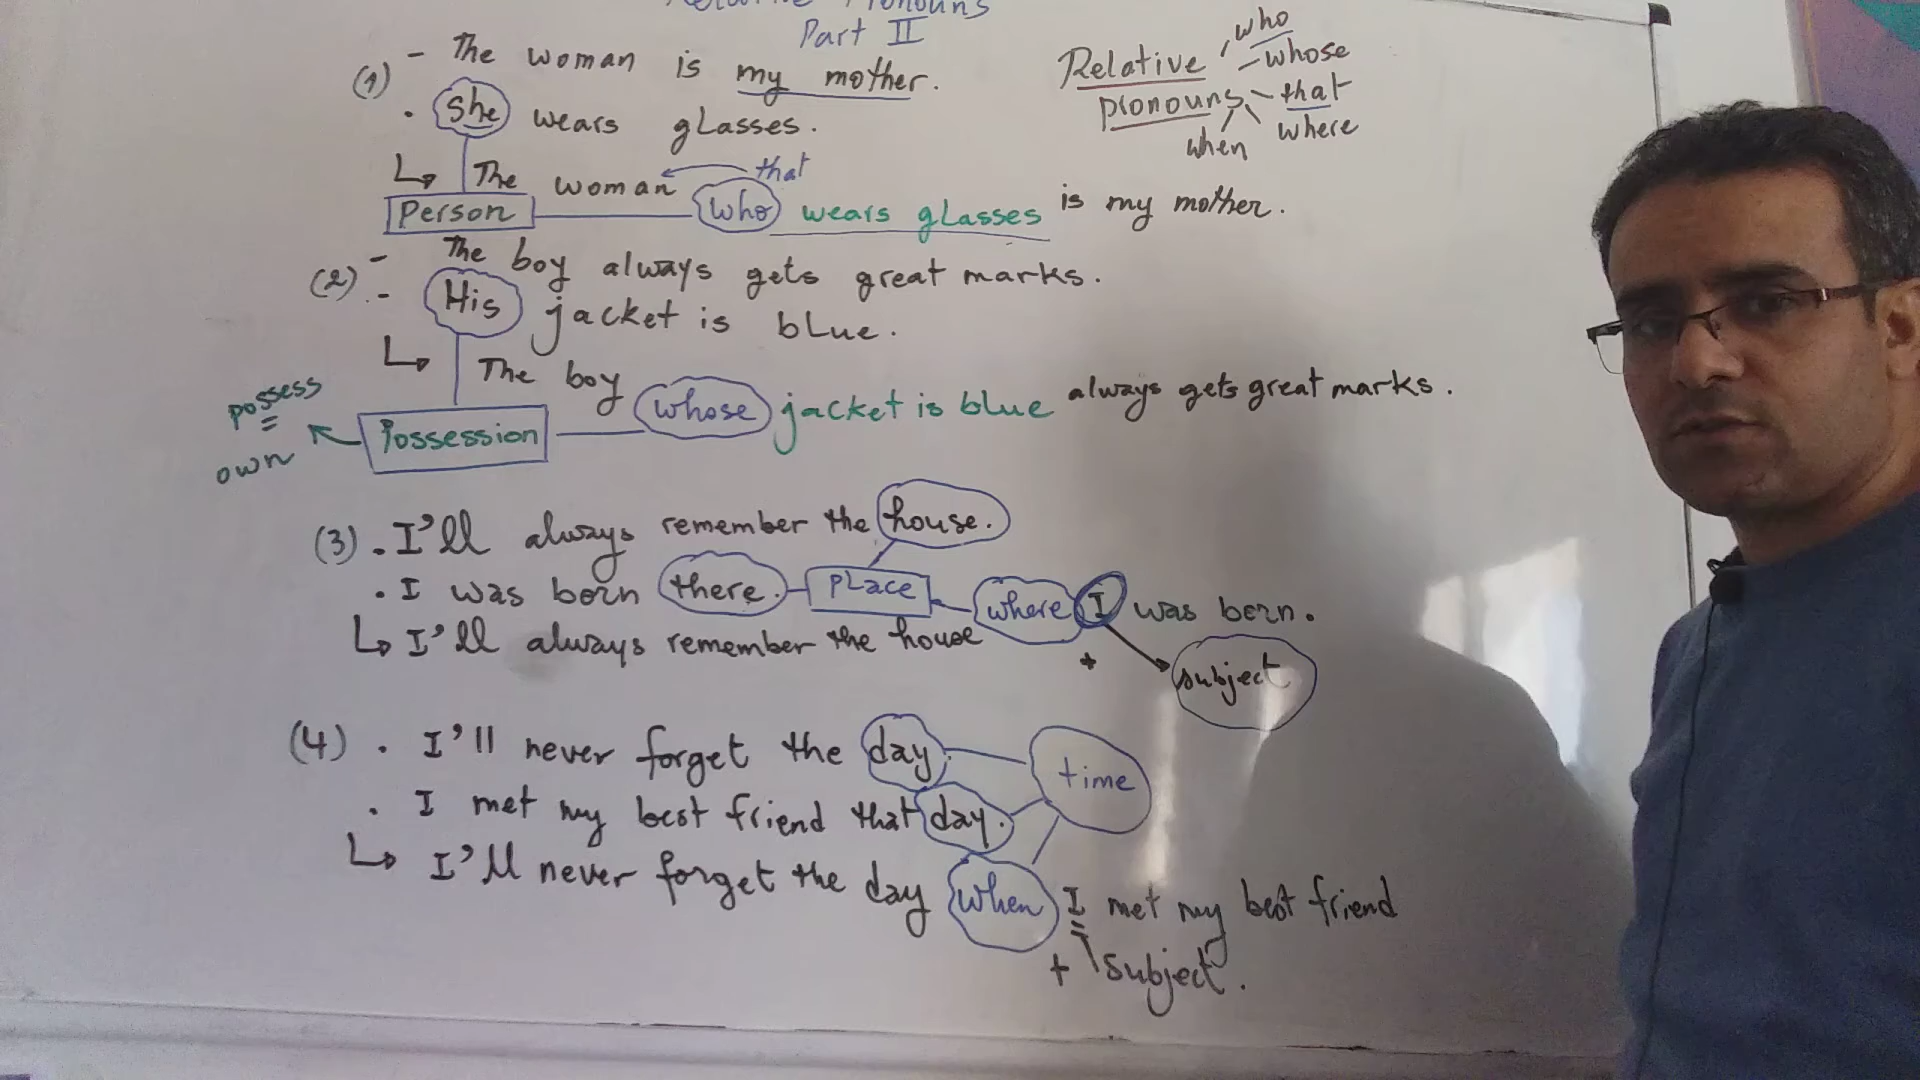 Relative Pronouns
Part II
Relative pronouns
who
whose
that
where
when
(1) - The woman is my mother.
. She wears glasses.
↳ The woman who wears glasses is my mother.
that
Person
(2) - The boy always gets great marks.
- His jacket is blue.
↳ The boy whose jacket is blue always gets great marks.
Possession
possess
own
(3) . I'll always remember the house.
. I was born there.
Place
↳ I'll always remember the house where I was born.
+ subject
(4) . I'll never forget the day.
time
. I met my best friend that day.
↳ I'll never forget the day when I met my best friend
+ subject.